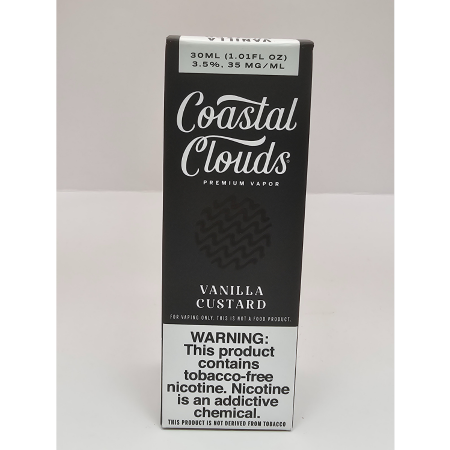 VANILLA
30ML (1.01FL OZ)
3.5%, 35 MG/ML
Coastal
Clouds
PREMIUM VAPOR
VANILLA
CUSTARD
FOR VAPING ONLY. THIS IS NOT A FOOD PRODUCT.
WARNING:
This product
contains
tobacco-free
nicotine. Nicotine
is an addictive
chemical.
THIS PRODUCT IS NOT DERIVED FROM TOBACCO